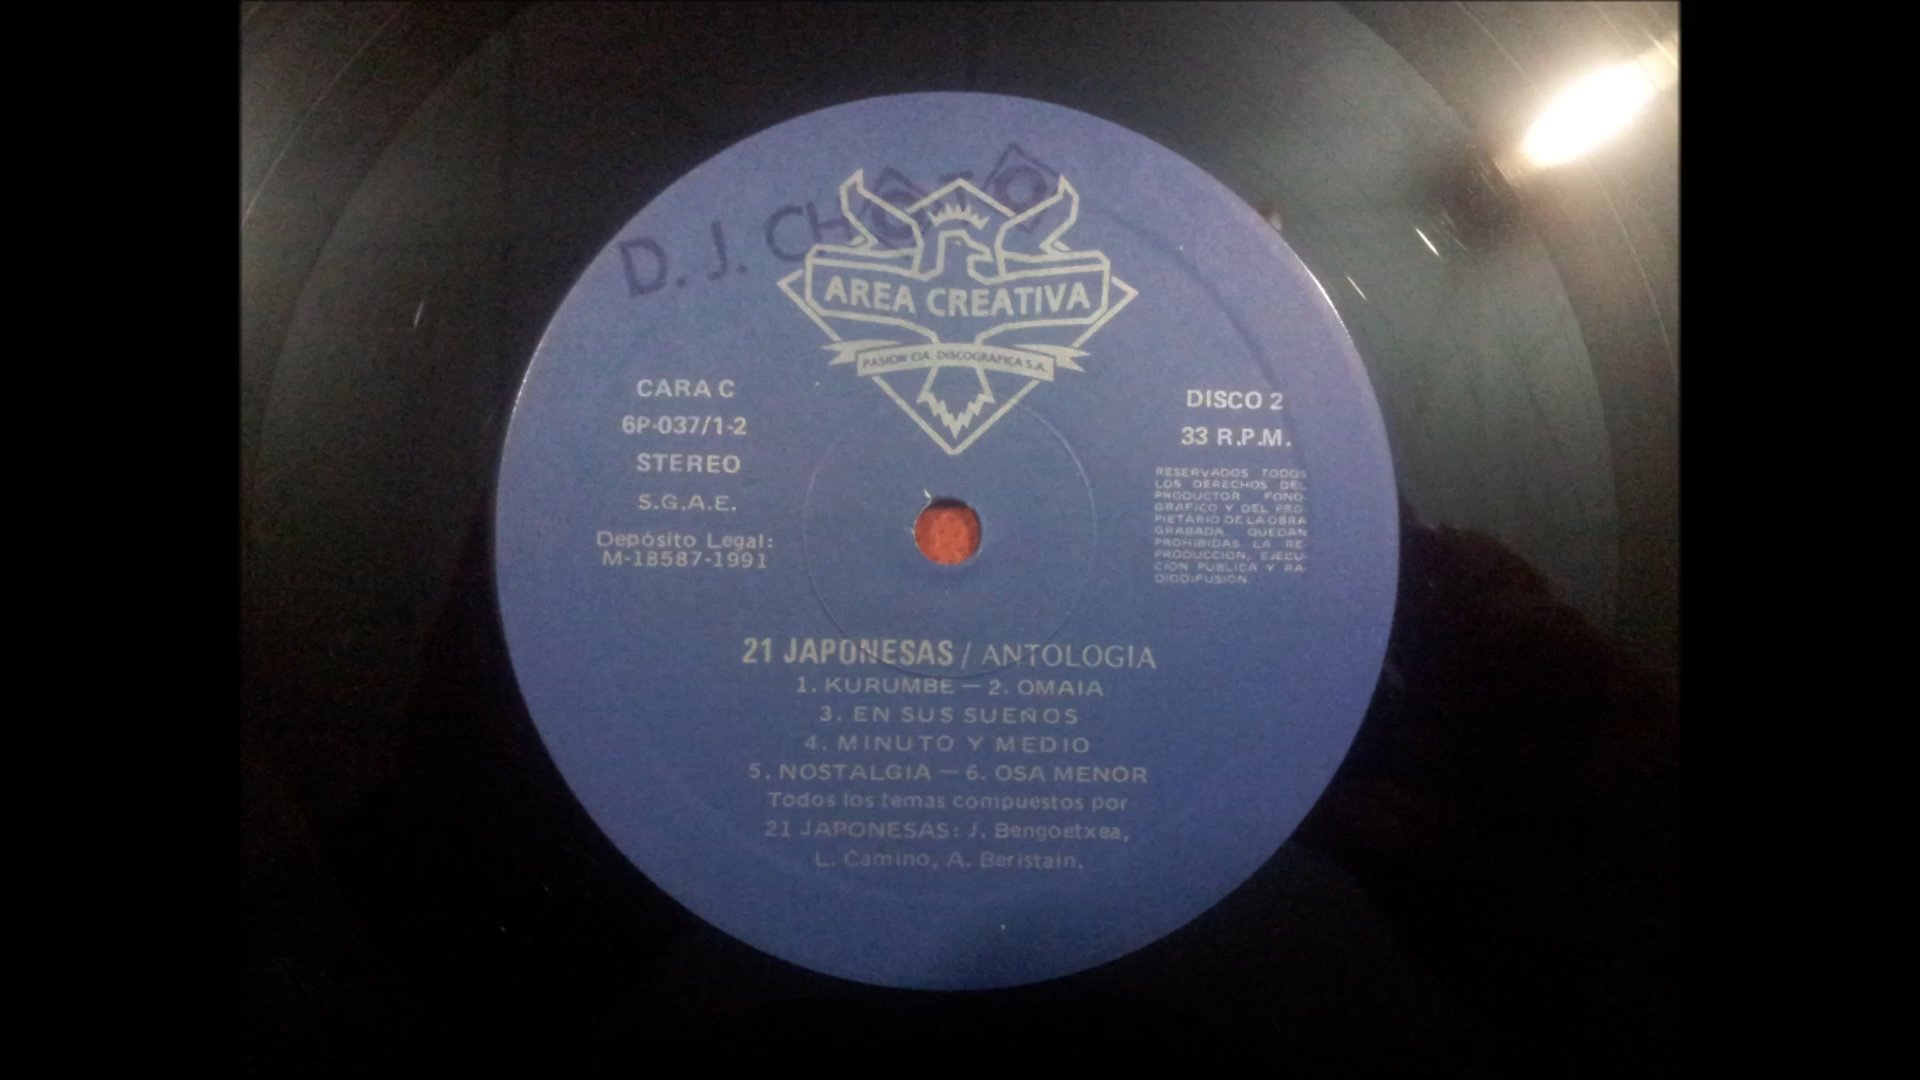 D. J. CHOTO
AREA CREATIVA
PASION CIA. DISCOGRAFICA S.A.
CARA C
6P-037/1-2
STEREO
S.G.A.E.
Depósito Legal:
M-18587-1991
DISCO 2
33 R.P.M.
RESERVADOS TODOS
LOS DERECHOS DEL
PRODUCTOR FONO-
GRAFICO Y DEL PRO-
PIETARIO DE LA OBRA
GRABADA. QUEDAN
PROHIBIDAS LA RE-
PRODUCCION, EJECU-
CION PUBLICA Y RA-
DIODIFUSION.
21 JAPONESAS / ANTOLOGIA
1. KURUMBE — 2. OMAIA
3. EN SUS SUEÑOS
4. MINUTO Y MEDIO
5. NOSTALGIA — 6. OSA MENOR
Todos los temas compuestos por
21 JAPONESAS: J. Bengoetxea,
L. Camino, A. Beristain.